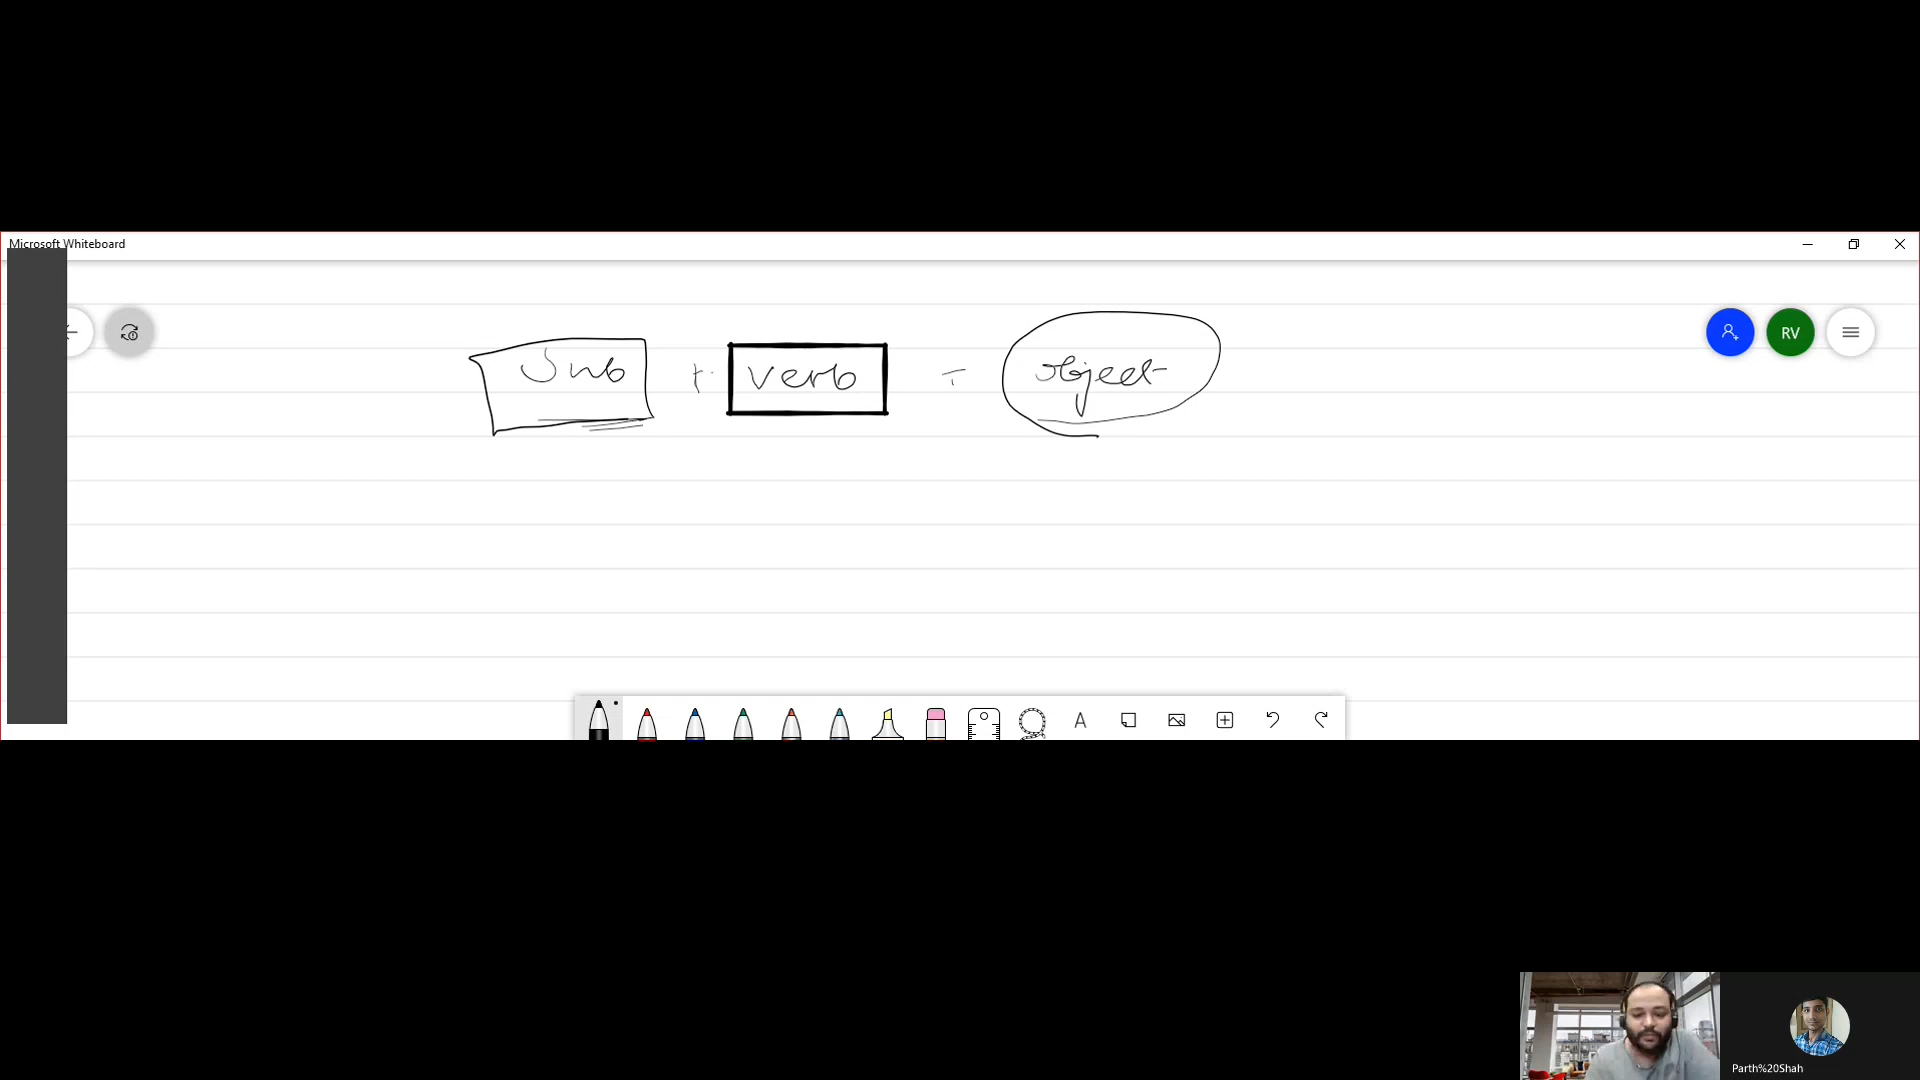 Microsoft Whiteboard
Sub + verb + object
RV
A
Parth%20Shah